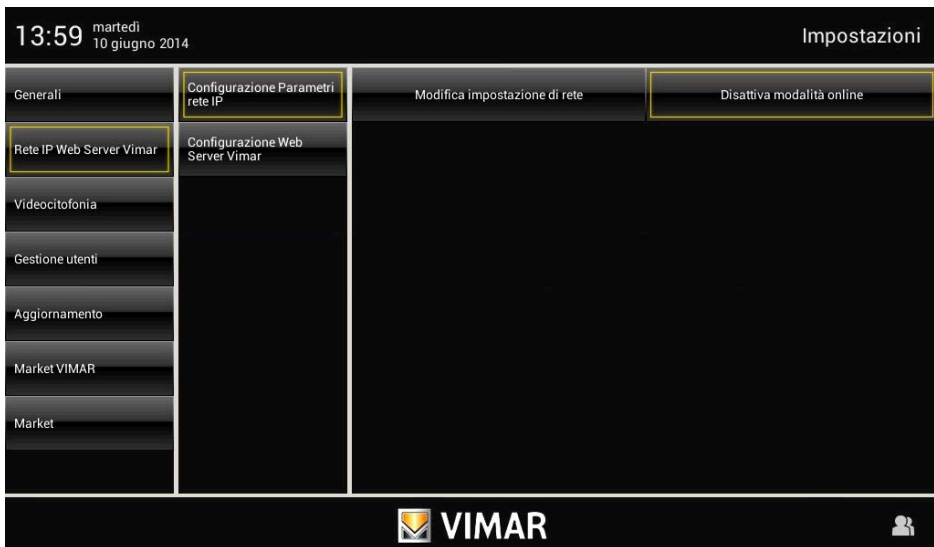 13:59
martedì
10 giugno 2014
Impostazioni
Generali
Rete IP Web Server Vimar
Videocitofonia
Gestione utenti
Aggiornamento
Market VIMAR
Market
Configurazione Parametri
rete IP
Configurazione Web
Server Vimar
Modifica impostazione di rete
Disattiva modalità online
VIMAR